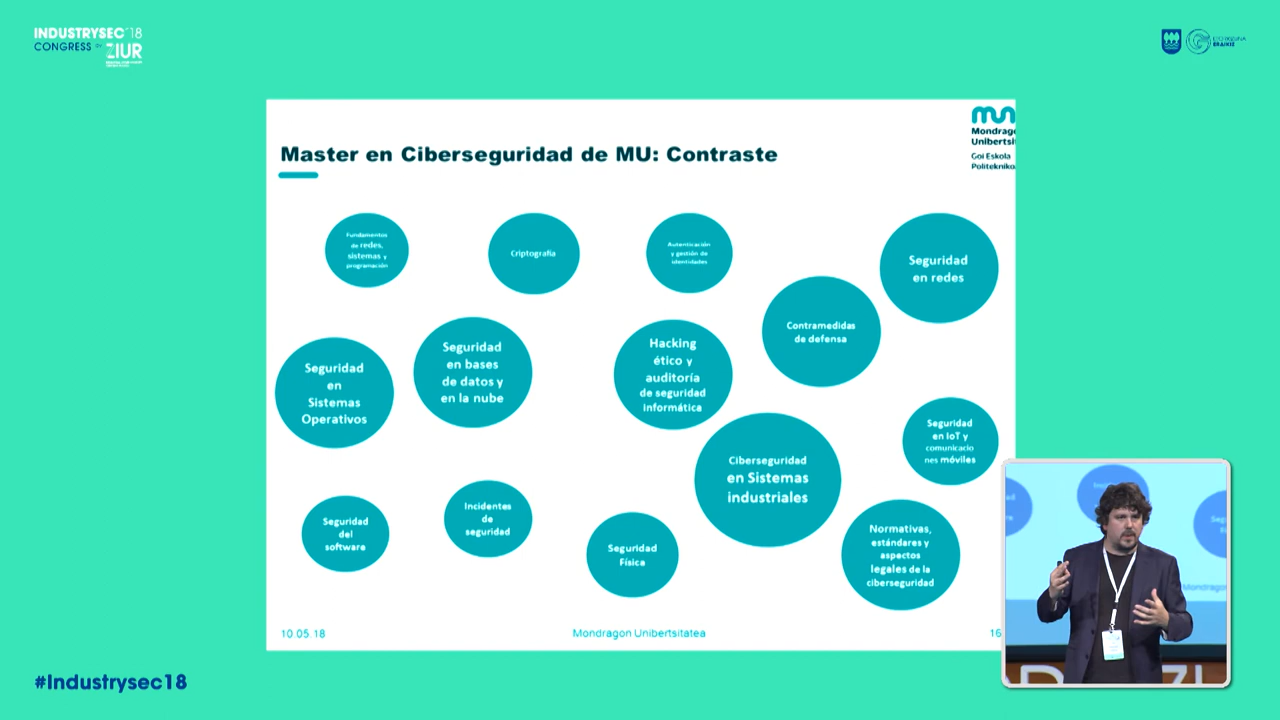 INDUSTRYSEC'18
CONGRESS BY ZIUR
Mondrago
Unibertsi
Goi Eskola
Politekniko
Master en Ciberseguridad de MU: Contraste
Fundamentos
de redes,
sistemas y
programación
Criptografía
Autenticación
y gestión de
identidades
Seguridad
en redes
Contramedidas
de defensa
Seguridad
en
Sistemas
Operativos
Seguridad
en bases
de datos y
en la nube
Hacking
ético y
auditoría
de seguridad
informática
Seguridad
en IoT y
comunicacio
nes móviles
Ciberseguridad
en Sistemas
industriales
Seguridad
del
software
Incidentes
de
seguridad
Seguridad
Física
Normativas,
estándares y
aspectos
legales de la
ciberseguridad
10.05.18
Mondragon Unibertsitatea
16
Mondragon
#Industrysec18